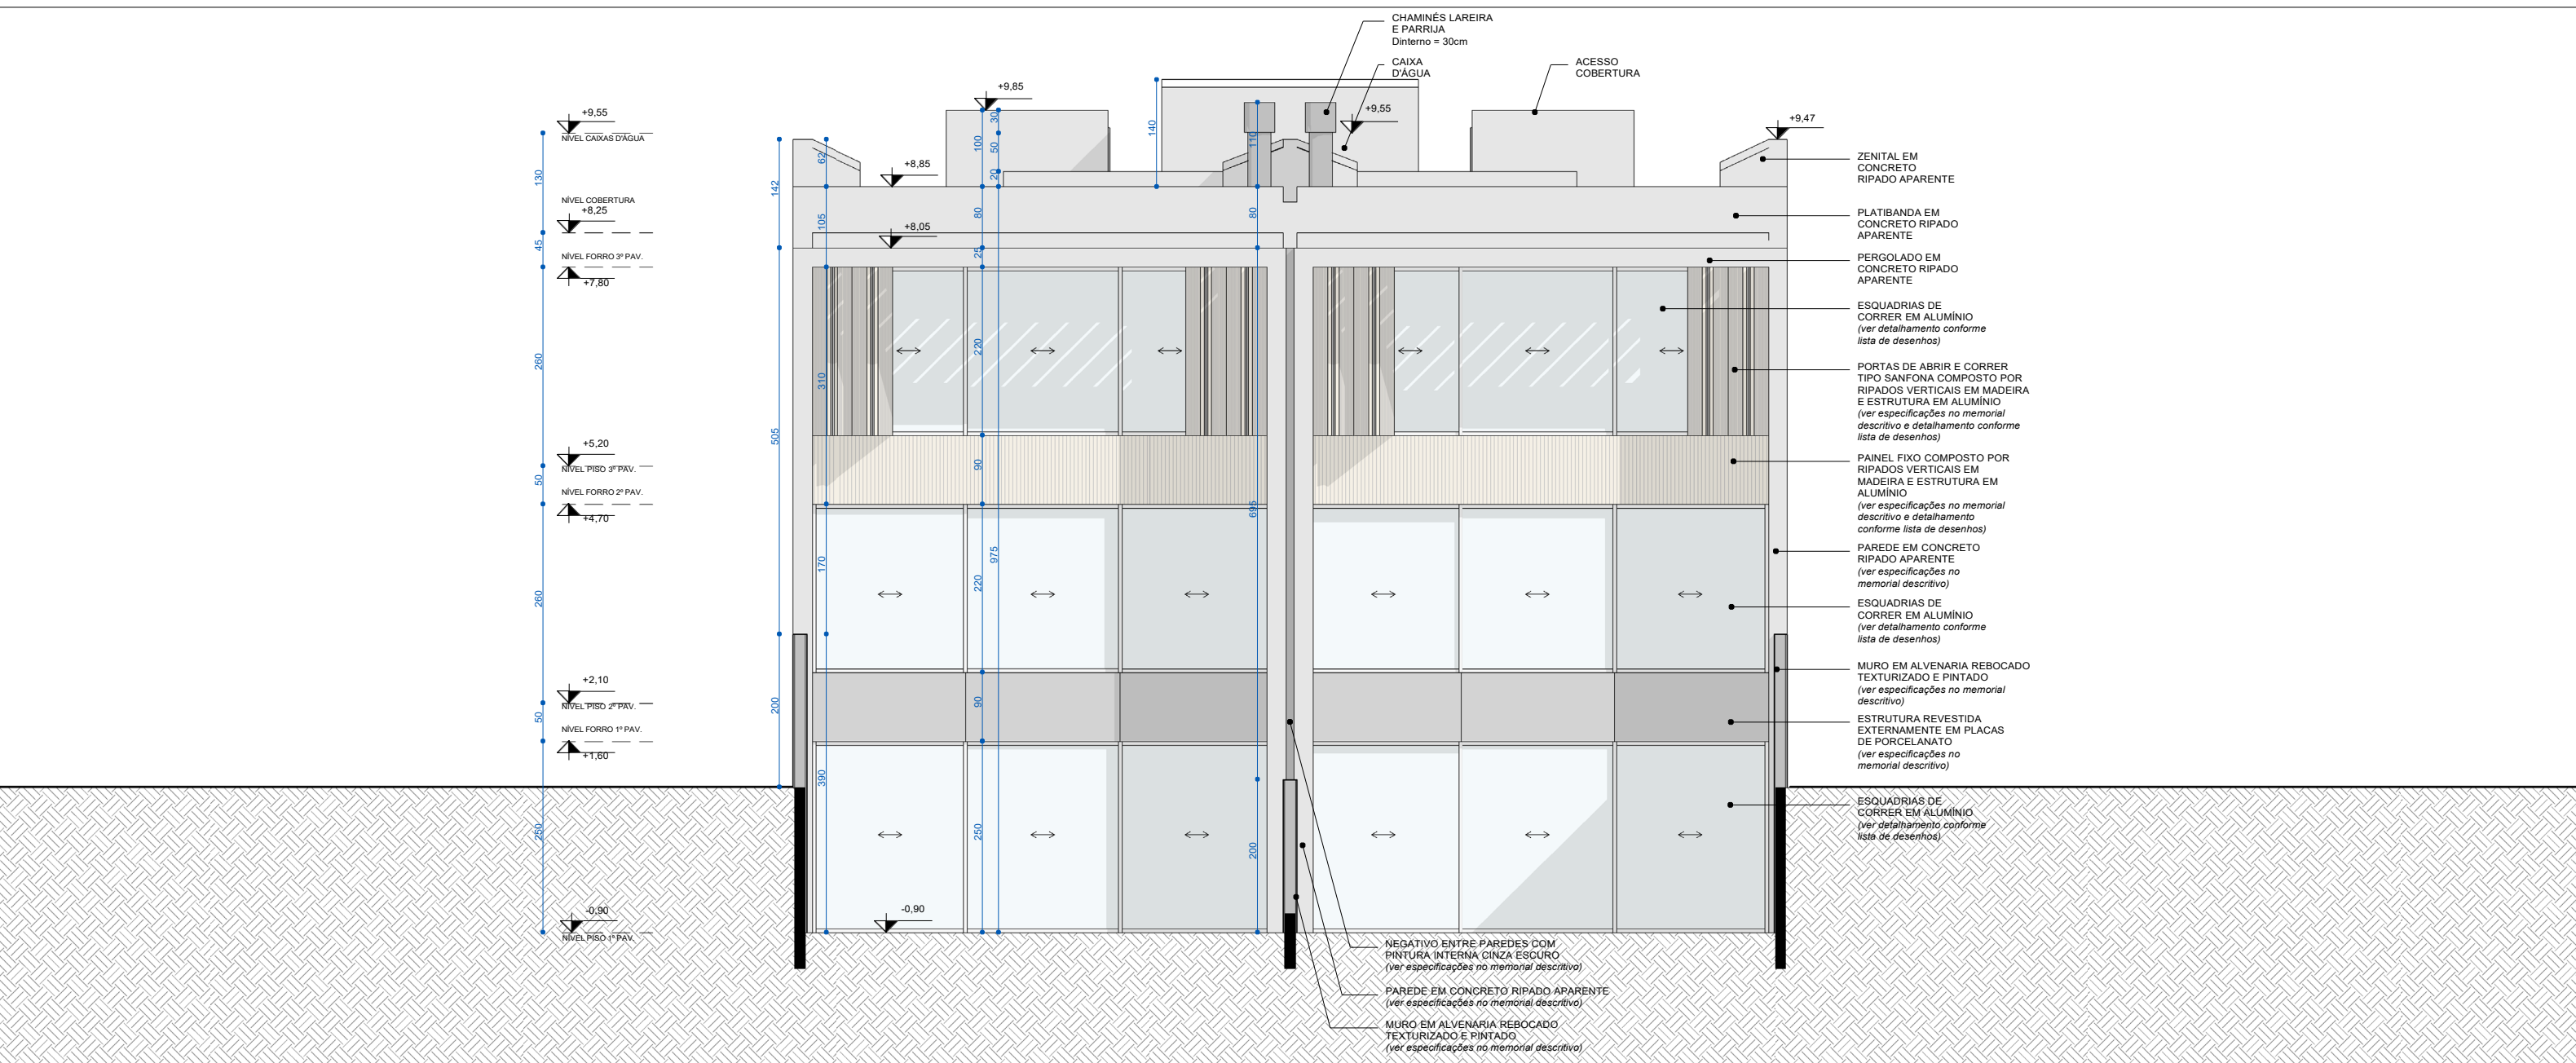 CHAMINÉS LAREIRA
E PARRIJA
Dinterno = 30cm
CAIXA
D'ÁGUA
ACESSO
COBERTURA
+9,85
+9,55
NÍVEL CAIXAS D'ÁGUA
+9,55
+9,47
+8,85
NÍVEL COBERTURA
+8,25
+8,05
NÍVEL FORRO 3º PAV.
+7,80
+5,20
NÍVEL PISO 3º PAV.
NÍVEL FORRO 2º PAV.
+4,70
+2,10
NÍVEL PISO 2º PAV.
NÍVEL FORRO 1º PAV.
+1,60
-0,90
NÍVEL PISO 1º PAV.
-0,90
130
45
260
50
260
50
250
142
505
200
62
105
310
170
390
100
80
25
220
90
220
90
250
30
50
20
975
140
110
80
695
200
ZENITAL EM
CONCRETO
RIPADO APARENTE
PLATIBANDA EM
CONCRETO RIPADO
APARENTE
PERGOLADO EM
CONCRETO RIPADO
APARENTE
ESQUADRIAS DE
CORRER EM ALUMÍNIO
(ver detalhamento conforme
lista de desenhos)
PORTAS DE ABRIR E CORRER
TIPO SANFONA COMPOSTO POR
RIPADOS VERTICAIS EM MADEIRA
E ESTRUTURA EM ALUMÍNIO
(ver especificações no memorial
descritivo e detalhamento conforme
lista de desenhos)
PAINEL FIXO COMPOSTO POR
RIPADOS VERTICAIS EM
MADEIRA E ESTRUTURA EM
ALUMÍNIO
(ver especificações no memorial
descritivo e detalhamento
conforme lista de desenhos)
PAREDE EM CONCRETO
RIPADO APARENTE
(ver especificações no
memorial descritivo)
ESQUADRIAS DE
CORRER EM ALUMÍNIO
(ver detalhamento conforme
lista de desenhos)
MURO EM ALVENARIA REBOCADO
TEXTURIZADO E PINTADO
(ver especificações no memorial
descritivo)
ESTRUTURA REVESTIDA
EXTERNAMENTE EM PLACAS
DE PORCELANATO
(ver especificações no
memorial descritivo)
ESQUADRIAS DE
CORRER EM ALUMÍNIO
(ver detalhamento conforme
lista de desenhos)
NEGATIVO ENTRE PAREDES COM
PINTURA INTERNA CINZA ESCURO
(ver especificações no memorial descritivo)
PAREDE EM CONCRETO RIPADO APARENTE
(ver especificações no memorial descritivo)
MURO EM ALVENARIA REBOCADO
TEXTURIZADO E PINTADO
(ver especificações no memorial descritivo)